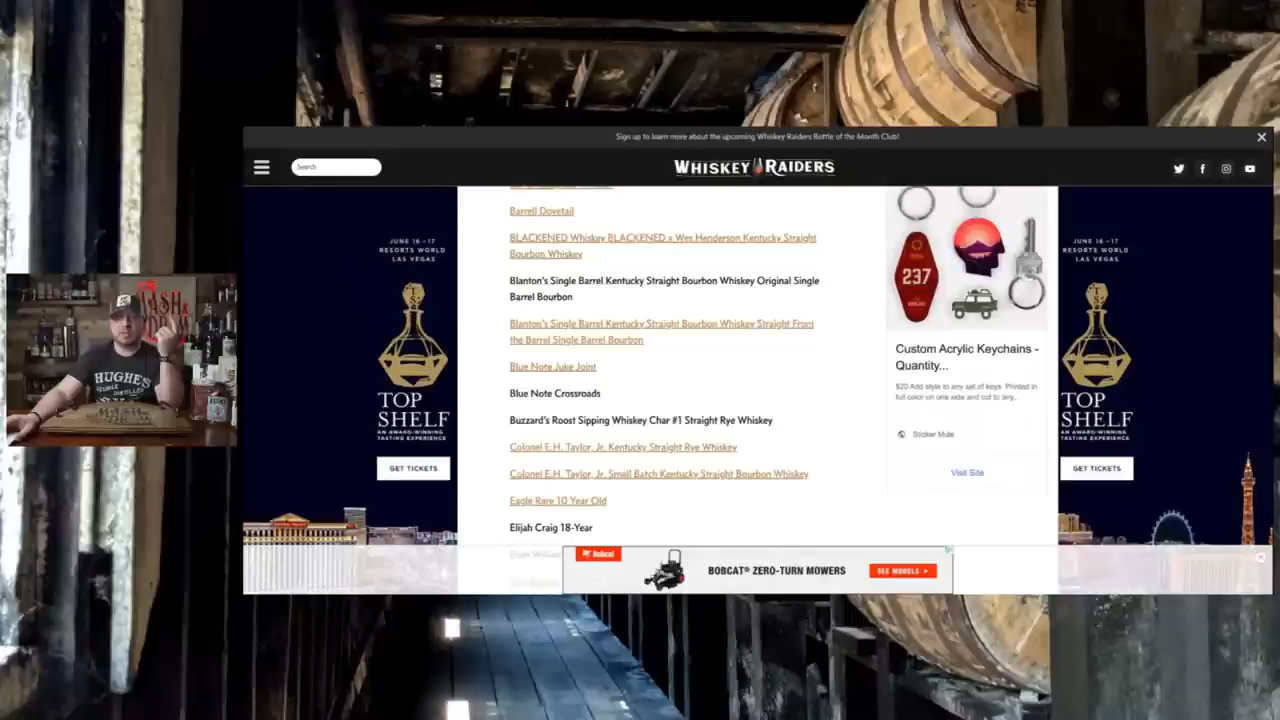 Sign up to learn more about the upcoming Whiskey Raiders Bottle of the Month Club!
Search
WHISKEY RAIDERS
Barrell Dovetail
BLACKENED Whiskey BLACKENED x Wes Henderson Kentucky Straight
Bourbon Whiskey
Blanton's Single Barrel Kentucky Straight Bourbon Whiskey Original Single
Barrel Bourbon
Blanton's Single Barrel Kentucky Straight Bourbon Whiskey Straight From
the Barrel Single Barrel Bourbon
Blue Note Juke Joint
Blue Note Crossroads
Buzzard's Roost Sipping Whiskey Char #1 Straight Rye Whiskey
Colonel E.H. Taylor, Jr. Kentucky Straight Rye Whiskey
Colonel E.H. Taylor, Jr. Small Batch Kentucky Straight Bourbon Whiskey
Eagle Rare 10 Year Old
Elijah Craig 18-Year
Evan William
JUNE 16-17
RESORTS WORLD
LAS VEGAS
TOP
SHELF
AN AWARD-WINNING
TASTING EXPERIENCE
GET TICKETS
237
Custom Acrylic Keychains -
Quantity...
$20 Add style to any set of keys. Printed in
full color on one side and cut to any...
Sticker Mule
Visit Site
JUNE 16-17
RESORTS WORLD
LAS VEGAS
TOP
SHELF
AN AWARD-WINNING
TASTING EXPERIENCE
GET TICKETS
Bobcat
BOBCAT® ZERO-TURN MOWERS
SEE MODELS
MASH &
HUGHES
DOUBLE DISTILLED